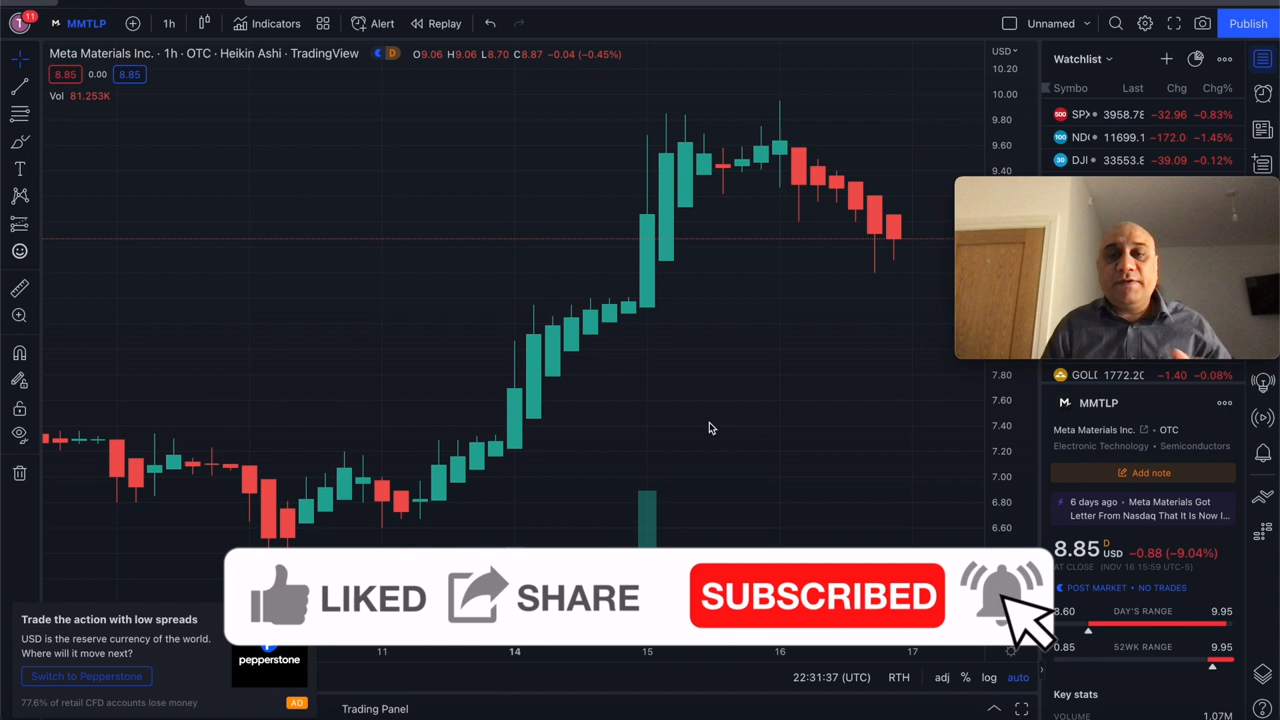 11
MMTLP
1h
Indicators
Alert
Replay
Unnamed
Publish
Meta Materials Inc. · 1h · OTC · Heikin Ashi · TradingView
D
O9.06 H9.06 L8.70 C8.87 −0.04 (−0.45%)
8.85 0.00 8.85
Vol 81.253K
USD
10.20
10.00
9.80
9.60
9.40
7.80
7.60
7.40
7.20
7.00
6.80
6.60
Watchlist
Symbo Last Chg Chg%
500 SPX 3958.78 −32.96 −0.83%
100 ND 11699.1 −172.0 −1.45%
30 DJI 33553.8 −39.09 −0.12%
GOL 1772.20 −1.40 −0.08%
MMTLP
Meta Materials Inc. • OTC
Electronic Technology • Semiconductors
Add note
6 days ago • Meta Materials Got
Letter From Nasdaq That It Is Now I...
8.85 D USD −0.88 (−9.04%)
AT CLOSE (NOV 16 15:59 UTC-5)
POST MARKET • NO TRADES
8.60 DAY'S RANGE 9.95
0.85 52WK RANGE 9.95
Key stats
VOLUME 1.07M
LIKED SHARE SUBSCRIBED
Trade the action with low spreads
USD is the reserve currency of the world.
Where will it move next?
Switch to Pepperstone
77.6% of retail CFD accounts lose money
AD
pepperstone
11 14 15 16 17
22:31:37 (UTC) RTH adj % log auto
Trading Panel